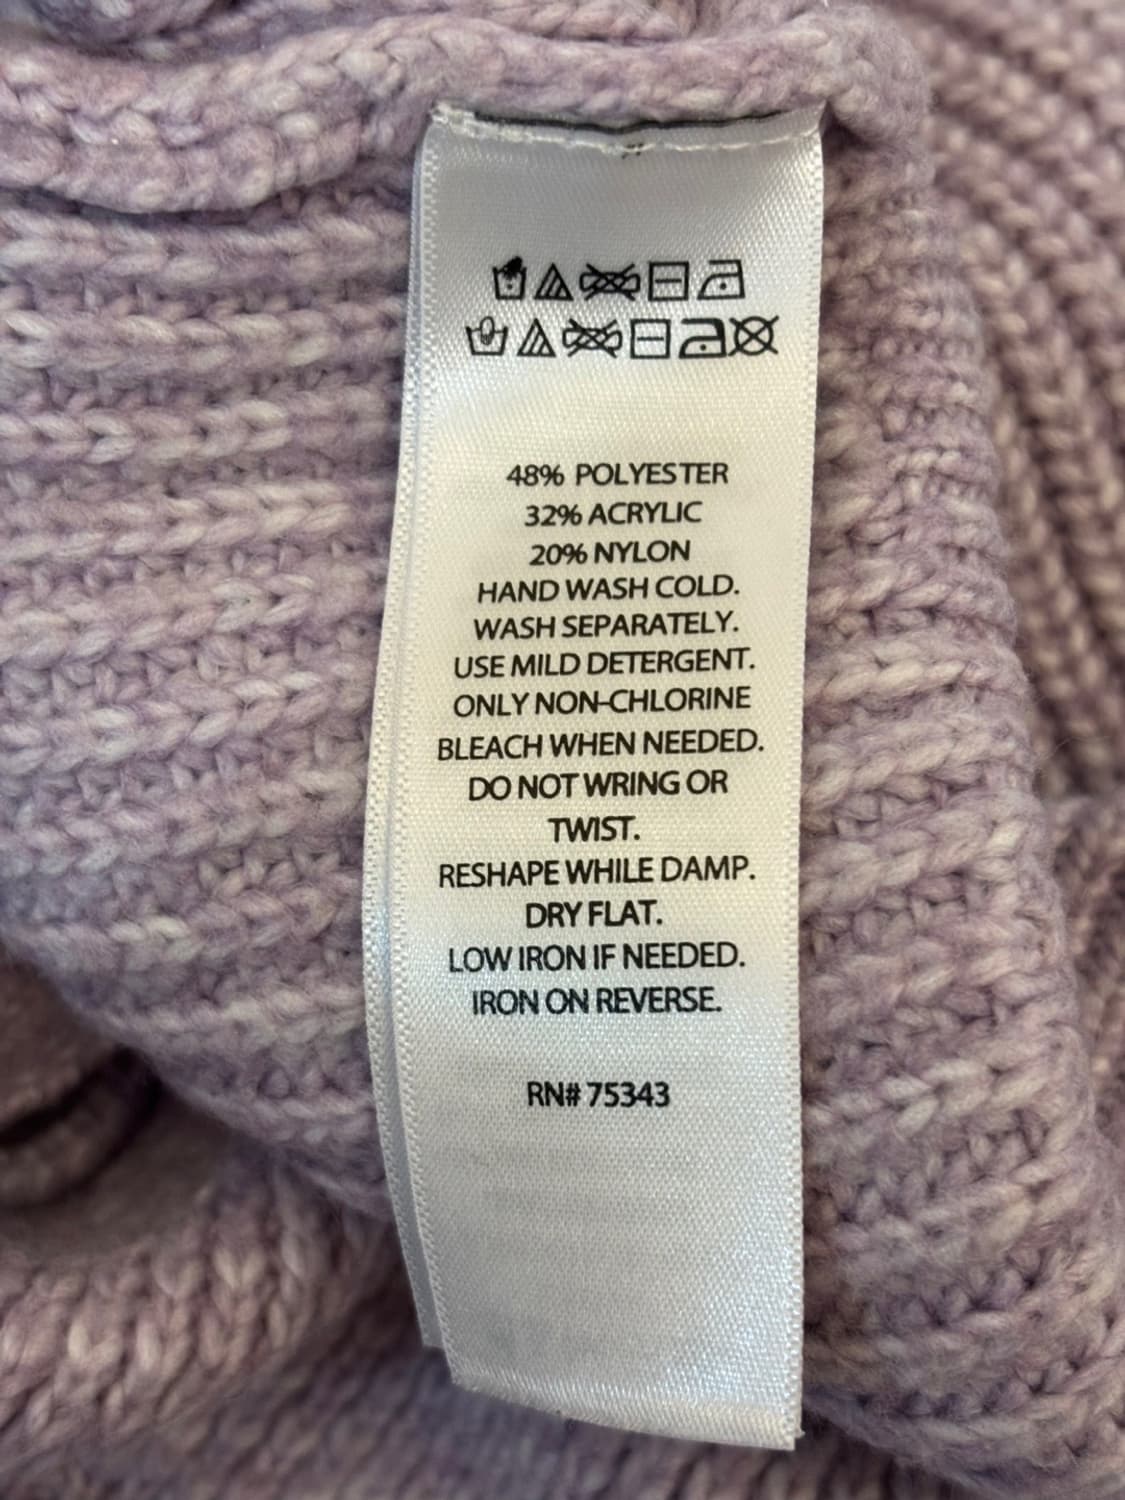 48% POLYESTER
32% ACRYLIC
20% NYLON
HAND WASH COLD.
WASH SEPARATELY.
USE MILD DETERGENT.
ONLY NON-CHLORINE
BLEACH WHEN NEEDED.
DO NOT WRING OR
TWIST.
RESHAPE WHILE DAMP.
DRY FLAT.
LOW IRON IF NEEDED.
IRON ON REVERSE.
RN# 75343